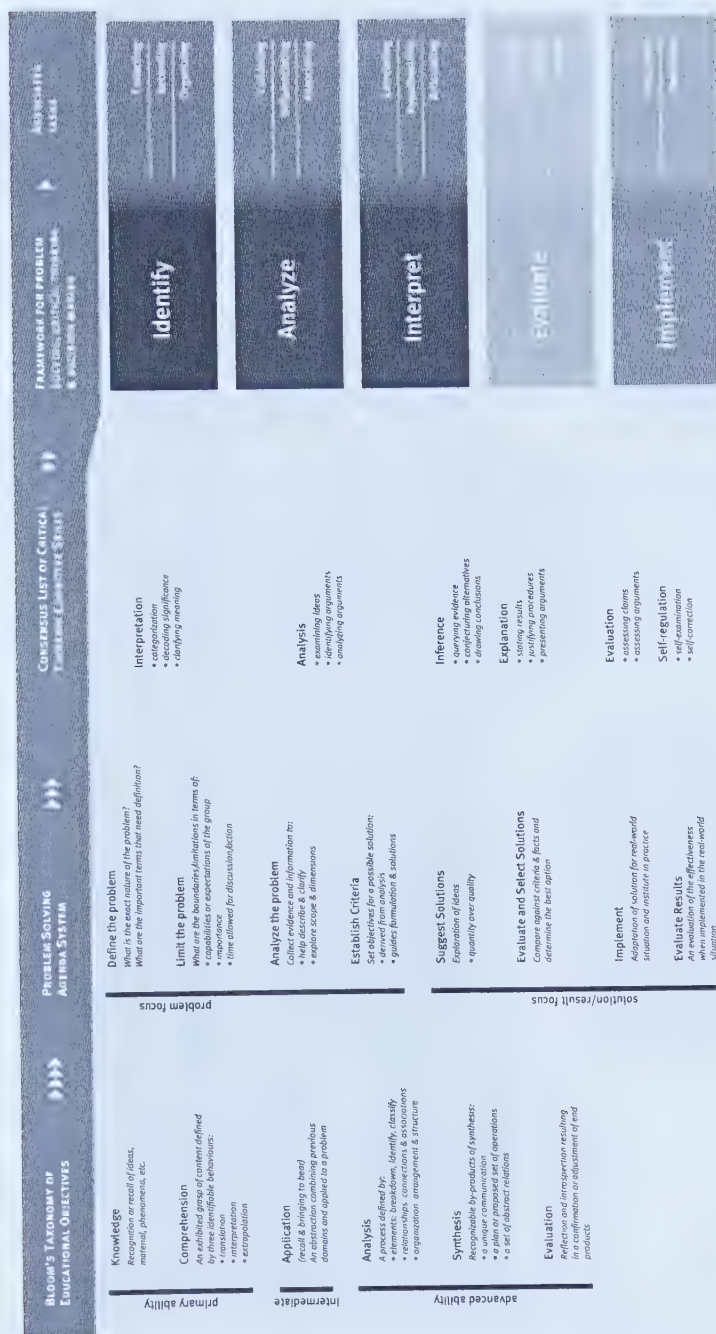 BLOOM'S TAXONOMY OF
EDUCATIONAL OBJECTIVES
PROBLEM SOLVING
AGENDA SYSTEM
CONSENSUS LIST OF CRITICAL
FRAMEWORK FOR PROBLEM
ASSOCIATED
primary ability
Knowledge
Recognition or recall of ideas,
material, phenomena, etc.
Comprehension
An exhibited grasp of content defined
by three identifiable behaviours:
• translation
• interpretation
• extrapolation
Intermediate
Application
(recall & bringing to bear)
An abstraction combining previous
domains and applied to a problem
advanced ability
Analysis
A process defined by:
• elements: breakdown, identify, classify
• relationships connections & associations
• organization arrangement & structure
Synthesis
Recognizable by-products of synthesis:
• a unique communication
• a plan or proposed set of operations
• a set of abstract relations
Evaluation
Reflection and introspection resulting
in a confirmation or adjustment of end
products
problem focus
Define the problem
What is the exact nature of the problem?
What are the important terms that need definition?
Limit the problem
What are the boundaries/limitations in terms of:
• capabilities or expectations of the group
• importance
• time allowed for discussion/action
Analyze the problem
Collect evidence and information to:
• help describe & clarify
• explore scope & dimensions
Establish Criteria
Set objectives for a possible solution:
• derived from analysis
• guides formulation & solutions
solution/result focus
Suggest Solutions
Exploration of ideas
• quantity over quality
Evaluate and Select Solutions
Compare against criteria & facts and
determine the best option
Implement
Adaptation of solution for real-world
situation and institute in practice
Evaluate Results
An evaluation of the effectiveness
when implemented in the real-world
situation
Interpretation
• categorization
• decoding significance
• clarifying meaning
Analysis
• examining ideas
• identifying arguments
• analyzing arguments
Inference
• querying evidence
• conjecturing alternatives
• drawing conclusions
Explanation
• stating results
• justifying procedures
• presenting arguments
Evaluation
• assessing claims
• assessing arguments
Self-regulation
• self-examination
• self-correction
Identify
Analyze
Interpret
Evaluate
Implement